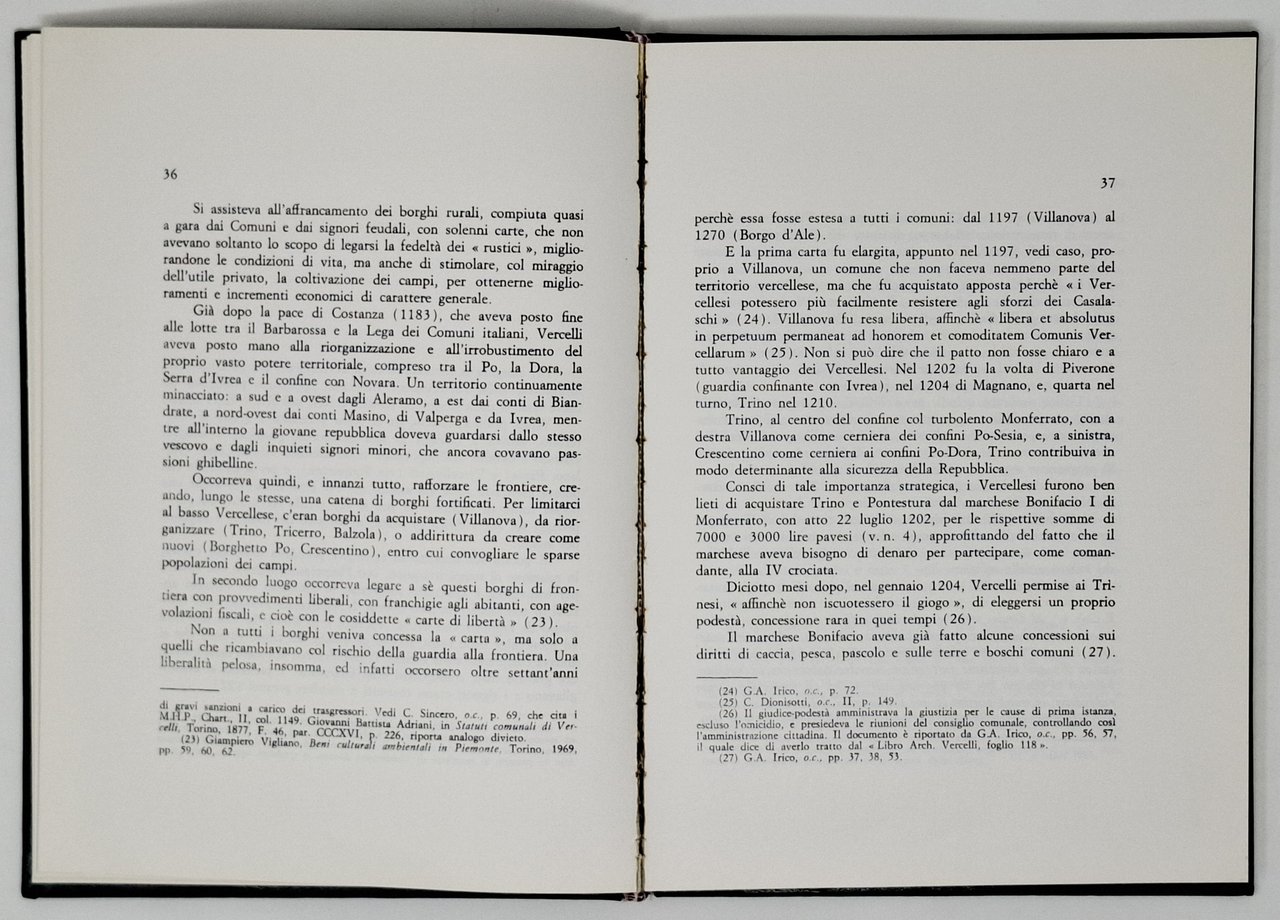 36
Si assisteva all'affrancamento dei borghi rurali, compiuta quasi
a gara dai Comuni e dai signori feudali, con solenni carte, che non
avevano soltanto lo scopo di legarsi la fedeltà dei « rustici », miglio-
randone le condizioni di vita, ma anche di stimolare, col miraggio
dell'utile privato, la coltivazione dei campi, per ottenerne miglio-
ramenti e incrementi economici di carattere generale.
Già dopo la pace di Costanza (1183), che aveva posto fine
alle lotte tra il Barbarossa e la Lega dei Comuni italiani, Vercelli
aveva posto mano alla riorganizzazione e all'irrobustimento del
proprio vasto potere territoriale, compreso tra il Po, la Dora, la
Serra d'Ivrea e il confine con Novara. Un territorio continuamente
minacciato: a sud e a ovest dagli Aleramo, a est dai conti di Bian-
drate, a nord-ovest dai conti Masino, di Valperga e da Ivrea, men-
tre all'interno la giovane repubblica doveva guardarsi dallo stesso
vescovo e dagli inquieti signori minori, che ancora covavano pas-
sioni ghibelline.
Occorreva quindi, e innanzi tutto, rafforzare le frontiere, cre-
ando, lungo le stesse, una catena di borghi fortificati. Per limitarci
al basso Vercellese, c'eran borghi da acquistare (Villanova), da rior-
ganizzare (Trino, Tricerro, Balzola), o addirittura da creare come
nuovi (Borghetto Po, Crescentino), entro cui convogliare le sparse
popolazioni dei campi.
In secondo luogo occorreva legare a sè questi borghi di fron-
tiera con provvedimenti liberali, con franchigie agli abitanti, con age-
volazioni fiscali, e cioè con le cosiddette « carte di libertà » (23).
Non a tutti i borghi veniva concessa la « carta », ma solo a
quelli che ricambiavano col rischio della guardia alla frontiera. Una
liberalità pelosa, insomma, ed infatti occorsero oltre settant'anni
di gravi sanzioni a carico dei trasgressori. Vedi C. Sincero, o.c., p. 69, che cita i
M.H.P., Chart., II, col. 1149. Giovanni Battista Adriani, in Statuti comunali di Ver-
celli, Torino, 1877, F. 46, par. CCCXVI, p. 226, riporta analogo divieto.
(23) Giampiero Vigliano, Beni culturali ambientali in Piemonte, Torino, 1969,
pp. 59, 60, 62.
37
perchè essa fosse estesa a tutti i comuni: dal 1197 (Villanova) al
1270 (Borgo d'Ale).
E la prima carta fu elargita, appunto nel 1197, vedi caso, pro-
prio a Villanova, un comune che non faceva nemmeno parte del
territorio vercellese, ma che fu acquistato apposta perchè « i Ver-
cellesi potessero più facilmente resistere agli sforzi dei Casala-
schi » (24). Villanova fu resa libera, affinchè « libera et absolutus
in perpetuum permaneat ad honorem et comoditatem Comunis Ver-
cellarum » (25). Non si può dire che il patto non fosse chiaro e a
tutto vantaggio dei Vercellesi. Nel 1202 fu la volta di Piverone
(guardia confinante con Ivrea), nel 1204 di Magnano, e, quarta nel
turno, Trino nel 1210.
Trino, al centro del confine col turbolento Monferrato, con a
destra Villanova come cerniera dei confini Po-Sesia, e, a sinistra,
Crescentino come cerniera ai confini Po-Dora, Trino contribuiva in
modo determinante alla sicurezza della Repubblica.
Consci di tale importanza strategica, i Vercellesi furono ben
lieti di acquistare Trino e Pontestura dal marchese Bonifacio I di
Monferrato, con atto 22 luglio 1202, per le rispettive somme di
7000 e 3000 lire pavesi (v. n. 4), approfittando del fatto che il
marchese aveva bisogno di denaro per partecipare, come coman-
dante, alla IV crociata.
Diciotto mesi dopo, nel gennaio 1204, Vercelli permise ai Tri-
nesi, « affinchè non iscuotessero il giogo », di eleggersi un proprio
podestà, concessione rara in quei tempi (26).
Il marchese Bonifacio aveva già fatto alcune concessioni sui
diritti di caccia, pesca, pascolo e sulle terre e boschi comuni (27).
(24) G.A. Irico, o.c., p. 72.
(25) C. Dionisotti, o.c., II, p. 149.
(26) Il giudice-podestà amministrava la giustizia per le cause di prima istanza,
escluso l'omicidio, e presiedeva le riunioni del consiglio comunale, controllando così
l'amministrazione cittadina. Il documento è riportato da G.A. Irico, o.c., pp. 56, 57,
il quale dice di averlo tratto dal « Libro Arch. Vercelli, foglio 118 ».
(27) G.A. Irico, o.c., pp. 37, 38, 53.